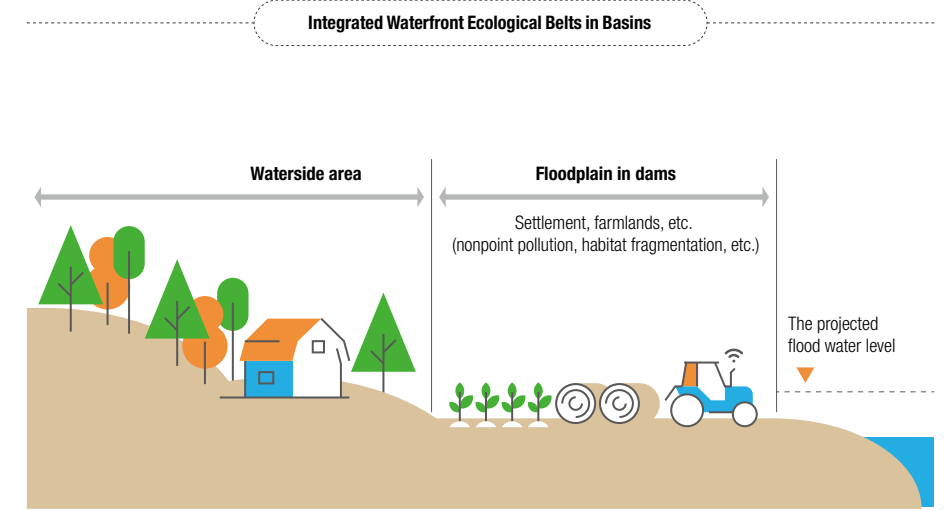 Integrated Waterfront Ecological Belts in Basins
Waterside area
Floodplain in dams
Settlement, farmlands, etc.
(nonpoint pollution, habitat fragmentation, etc.)
The projected
flood water level